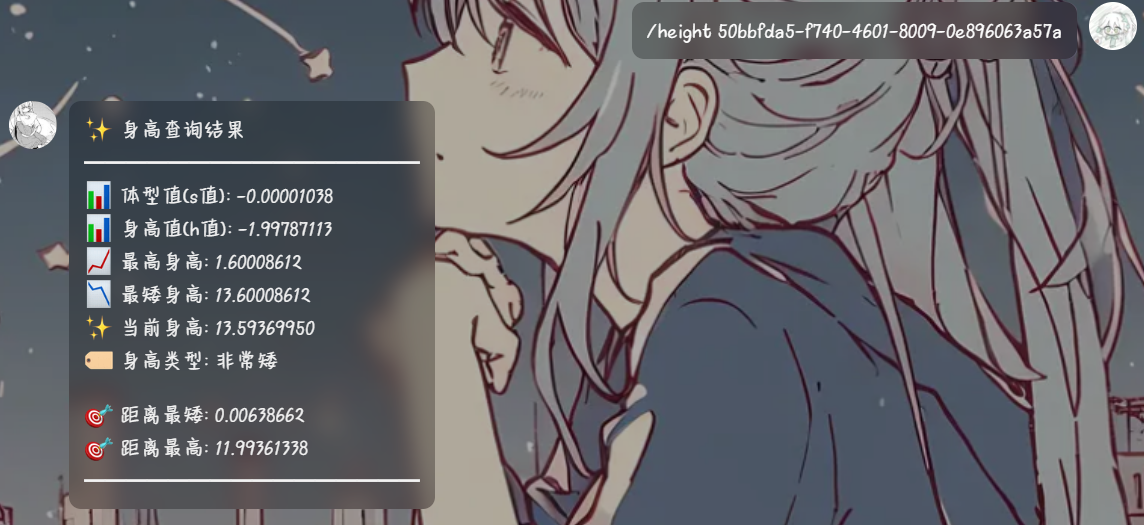 /height 50bbfda5-f740-4601-8009-0e896063a57a
身高查询结果
体型值(s值): -0.00001038
身高值(h值): -1.99787113
最高身高: 1.60008612
最矮身高: 13.60008612
当前身高: 13.59369950
身高类型: 非常矮
距离最矮: 0.00638662
距离最高: 11.99361338